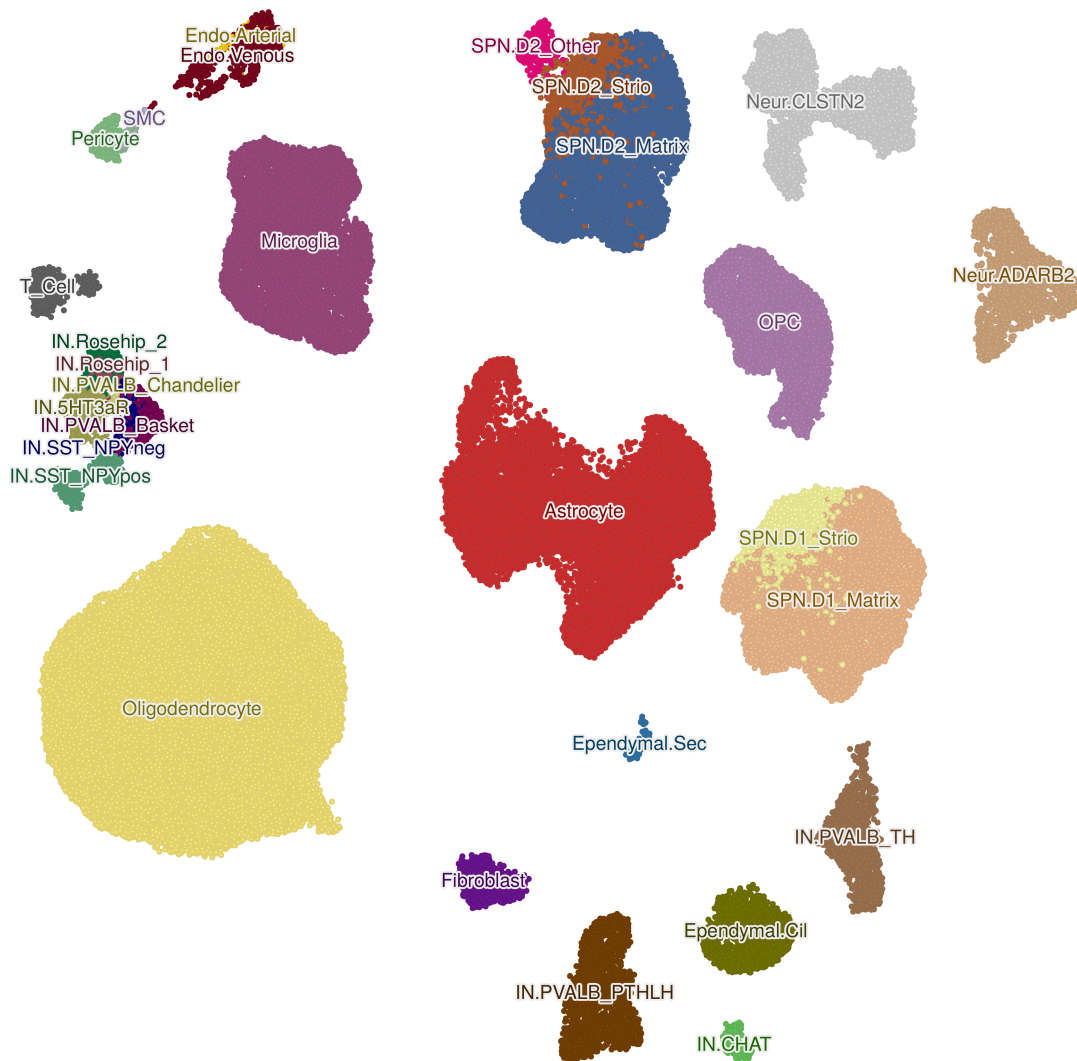 Endo.Arterial
Endo.Venous
SMC
Pericyte
SPN.D2_Other
SPN.D2_Strio
SPN.D2_Matrix
Neur.CLSTN2
Microglia
T_Cell
Neur.ADARB2
OPC
IN.Rosehip_2
IN.Rosehip_1
IN.PVALB_Chandelier
IN.5HT3aR
IN.PVALB_Basket
IN.SST_NPYneg
IN.SST_NPYpos
Astrocyte
SPN.D1_Strio
SPN.D1_Matrix
Oligodendrocyte
Ependymal.Sec
IN.PVALB_TH
Fibroblast
Ependymal.Cil
IN.PVALB_PTHLH
IN.CHAT